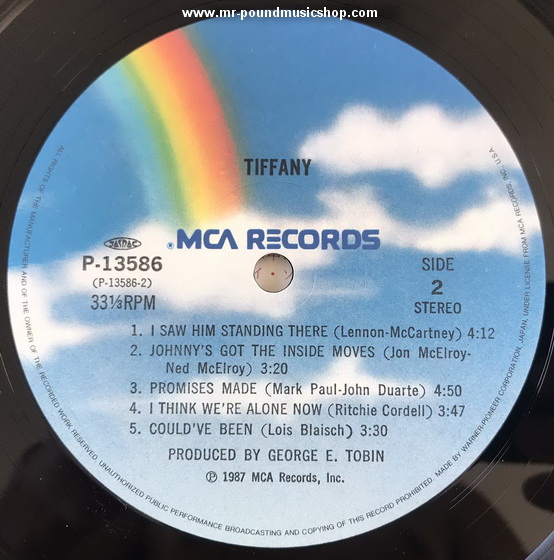 www.mr-poundmusicshop.com
TIFFANY
JASRAC
® MCA RECORDS
P-13586
(P-13586-2)
33⅓RPM
SIDE
2
STEREO
1. I SAW HIM STANDING THERE (Lennon-McCartney) 4:12
2. JOHNNY'S GOT THE INSIDE MOVES (Jon McElroy-
Ned McElroy) 3:20
3. PROMISES MADE (Mark Paul-John Duarte) 4:50
4. I THINK WE'RE ALONE NOW (Ritchie Cordell) 3:47
5. COULD'VE BEEN (Lois Blaisch) 3:30
PRODUCED BY GEORGE E. TOBIN
℗ 1987 MCA Records, Inc.
ALL RIGHTS OF THE MANUFACTURER AND OF THE OWNER OF THE RECORDED WORK RESERVED. UNAUTHORIZED PUBLIC PERFORMANCE BROADCASTING AND COPYING OF THIS RECORD PROHIBITED. MADE BY WARNER-PIONEER CORPORATION, JAPAN, UNDER LICENSE FROM MCA RECORDS, INC. U.S.A.